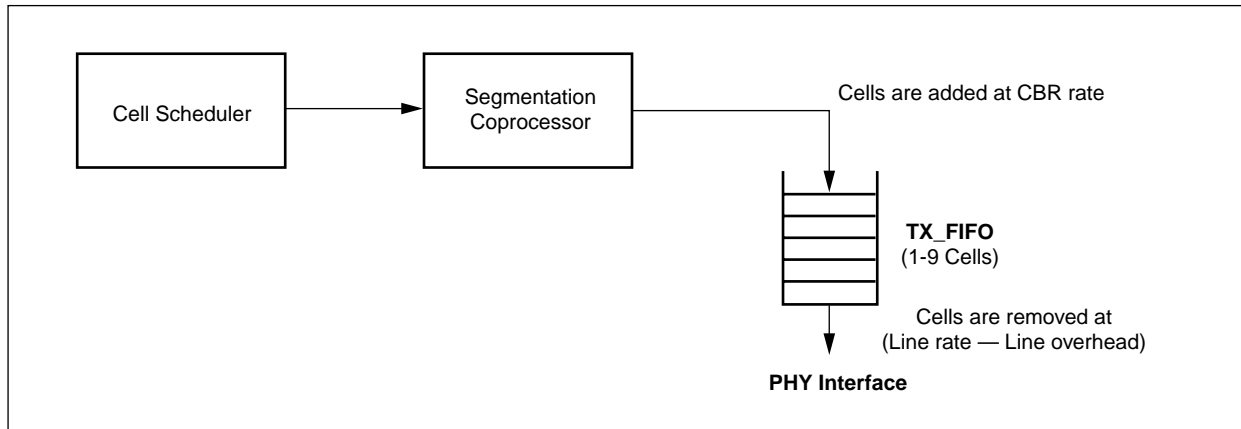 Cell Scheduler
Segmentation
Coprocessor
Cells are added at CBR rate
TX_FIFO
(1-9 Cells)
Cells are removed at
(Line rate — Line overhead)
PHY Interface